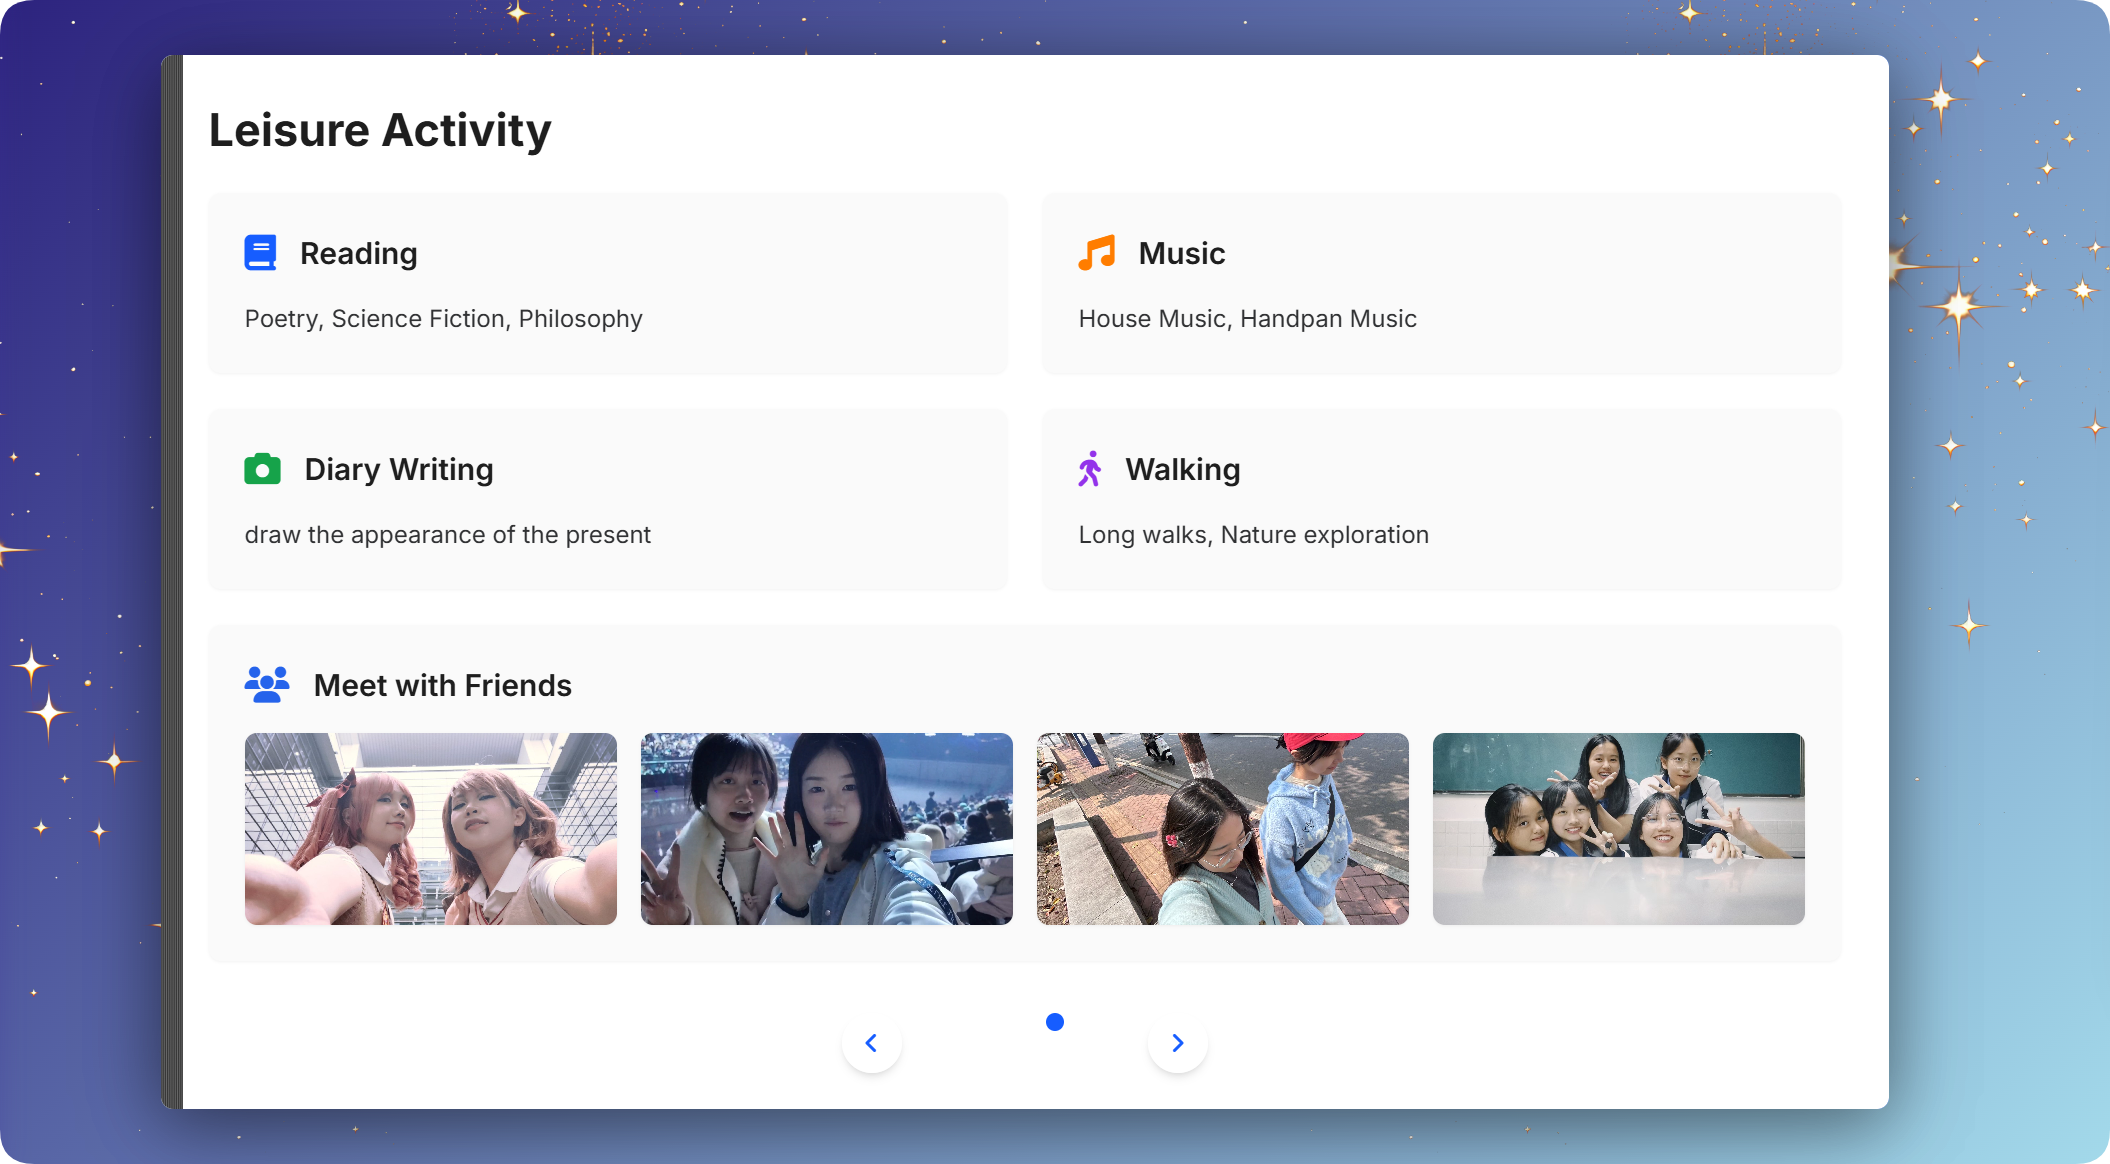 Leisure Activity
Reading
Poetry, Science Fiction, Philosophy
Music
House Music, Handpan Music
Diary Writing
draw the appearance of the present
Walking
Long walks, Nature exploration
Meet with Friends